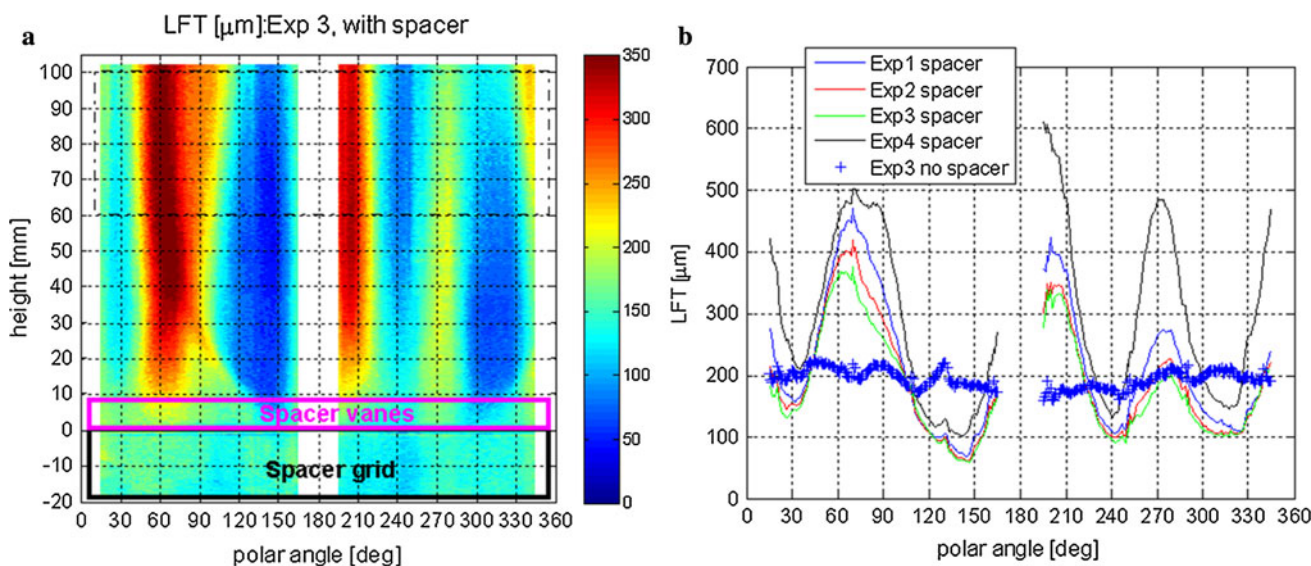 a
LFT [μm]:Exp 3, with spacer
100
90
80
70
60
50
40
30
20
10
0
-10
-20
height [mm]
Spacer vanes
Spacer grid
0 30 60 90 120 150 180 210 240 270 300 330 360
polar angle [deg]
350
300
250
200
150
100
50
0
b
Exp1 spacer
Exp2 spacer
Exp3 spacer
Exp4 spacer
Exp3 no spacer
700
600
500
400
300
200
100
0
LFT [μm]
0 30 60 90 120 150 180 210 240 270 300 330 360
polar angle [deg]